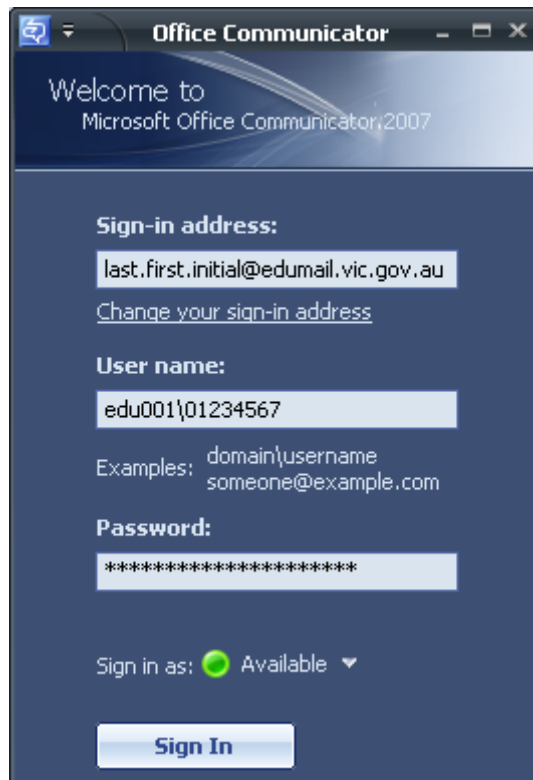 Office Communicator
Welcome to
Microsoft Office Communicator 2007
Sign-in address:
last.first.initial@edumail.vic.gov.au
Change your sign-in address
User name:
edu001\01234567
Examples: domain\username
someone@example.com
Password:
*********************
Sign in as: Available
Sign In